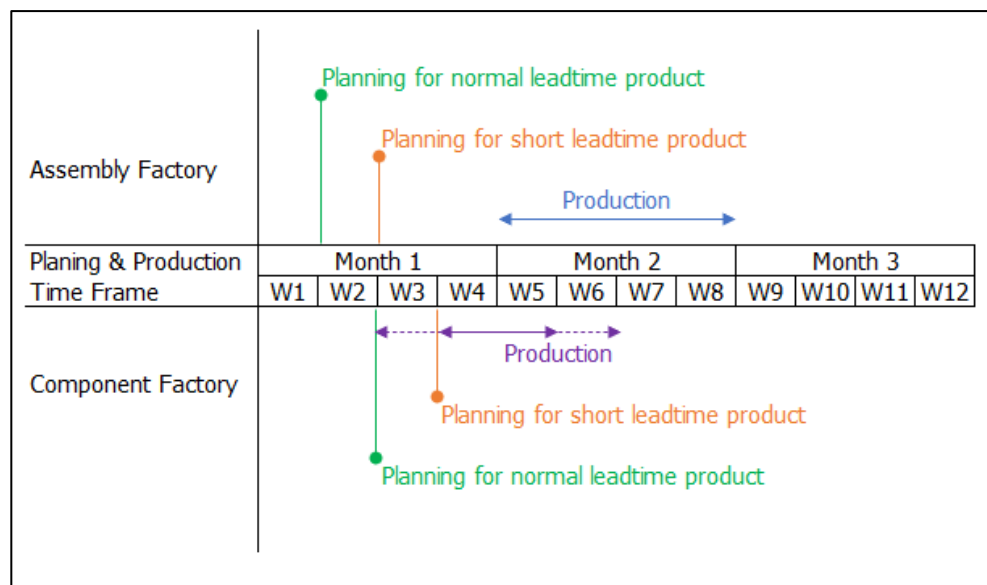 Planning for normal leadtime product
Planning for short leadtime product
Assembly Factory
Production
Planing & Production
Time Frame
Month 1
Month 2
Month 3
W1 W2 W3 W4 W5 W6 W7 W8 W9 W10 W11 W12
Production
Component Factory
Planning for short leadtime product
Planning for normal leadtime product